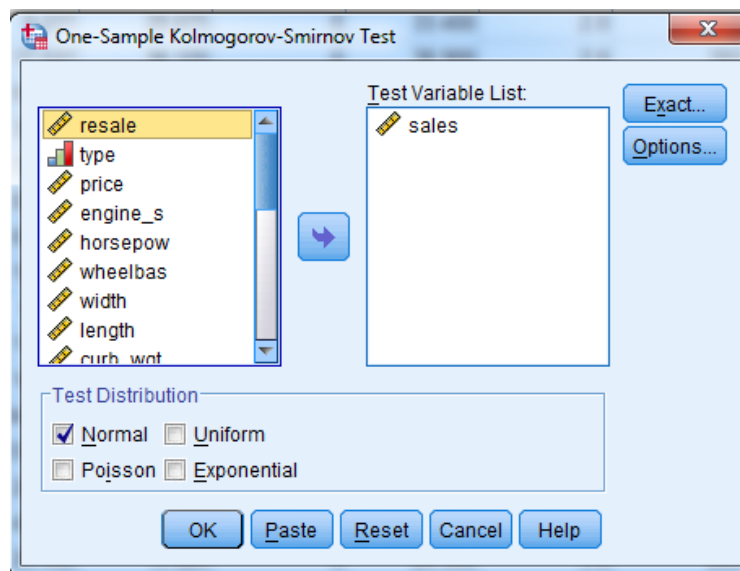 One-Sample Kolmogorov-Smirnov Test
Test Variable List:
resale
type
price
engine_s
horsepow
wheelbas
width
length
curb_wgt
sales
Exact...
Options...
Test Distribution
Normal Uniform
Poisson Exponential
OK Paste Reset Cancel Help